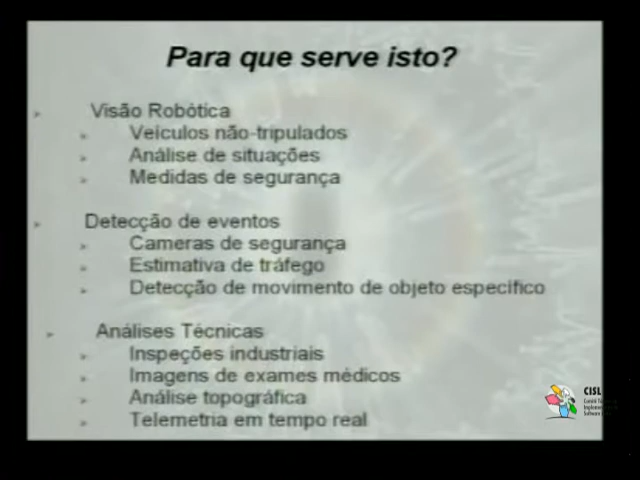 Para que serve isto?
Visão Robótica
Veículos não-tripulados
Análise de situações
Medidas de segurança
Detecção de eventos
Cameras de segurança
Estimativa de tráfego
Detecção de movimento de objeto específico
Análises Técnicas
Inspeções industriais
Imagens de exames médicos
Análise topográfica
Telemetria em tempo real
CISL
Comitê
Software